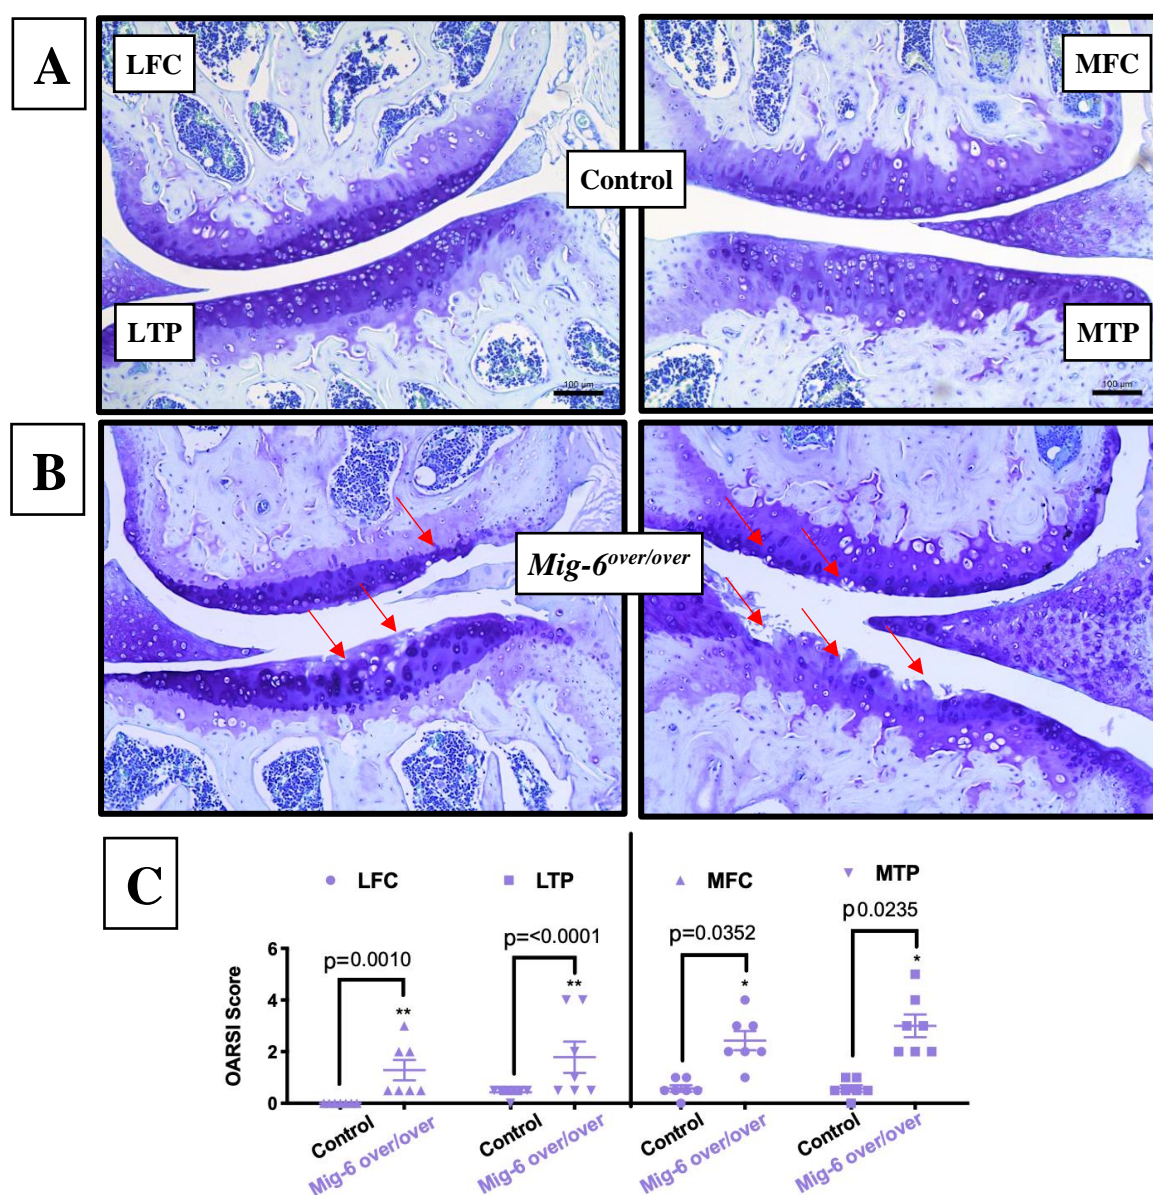 A
LFC
MFC
Control
LTP
MTP
100 µm
100 µm
B
Mig-6over/over
C
LFC
LTP
MFC
MTP
p=0.0010
p=<0.0001
p=0.0352
p 0.0235
**
**
*
*
OARSI Score
6
4
2
0
Control
Mig-6 over/over
Control
Mig-6 over/over
Control
Mig-6 over/over
Control
Mig-6 over/over